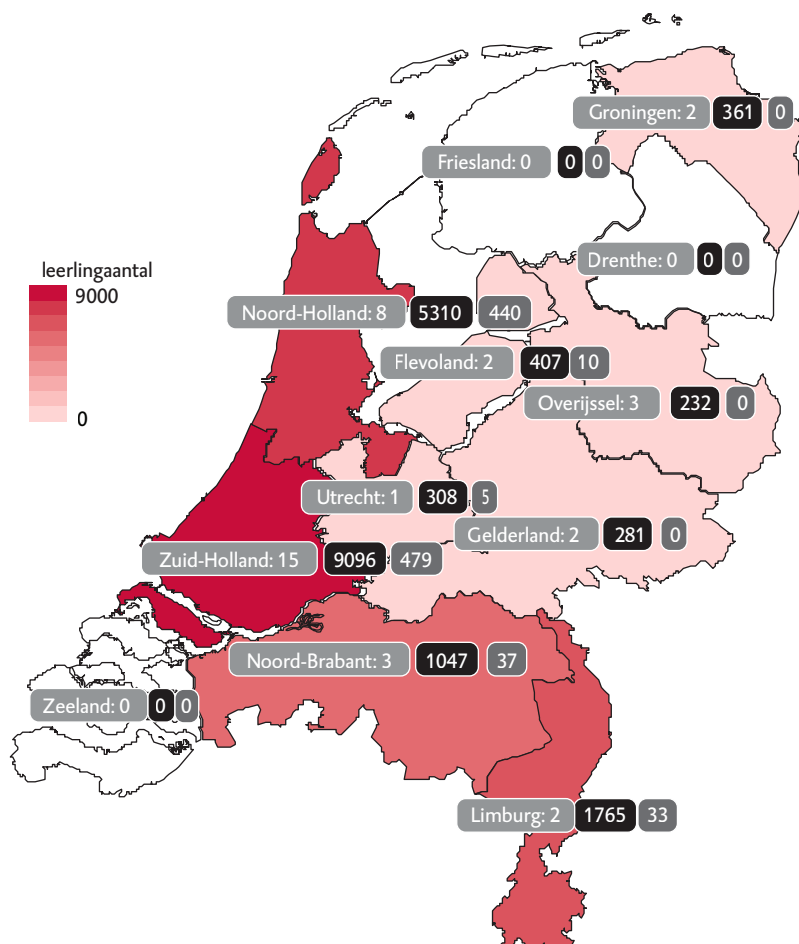 Groningen: 2 361 0
Friesland: 0 0 0
Drenthe: 0 0 0
leerlingaantal
9000
0
Noord-Holland: 8 5310 440
Flevoland: 2 407 10
Overijssel: 3 232 0
Utrecht: 1 308 5
Gelderland: 2 281 0
Zuid-Holland: 15 9096 479
Noord-Brabant: 3 1047 37
Zeeland: 0 0 0
Limburg: 2 1765 33